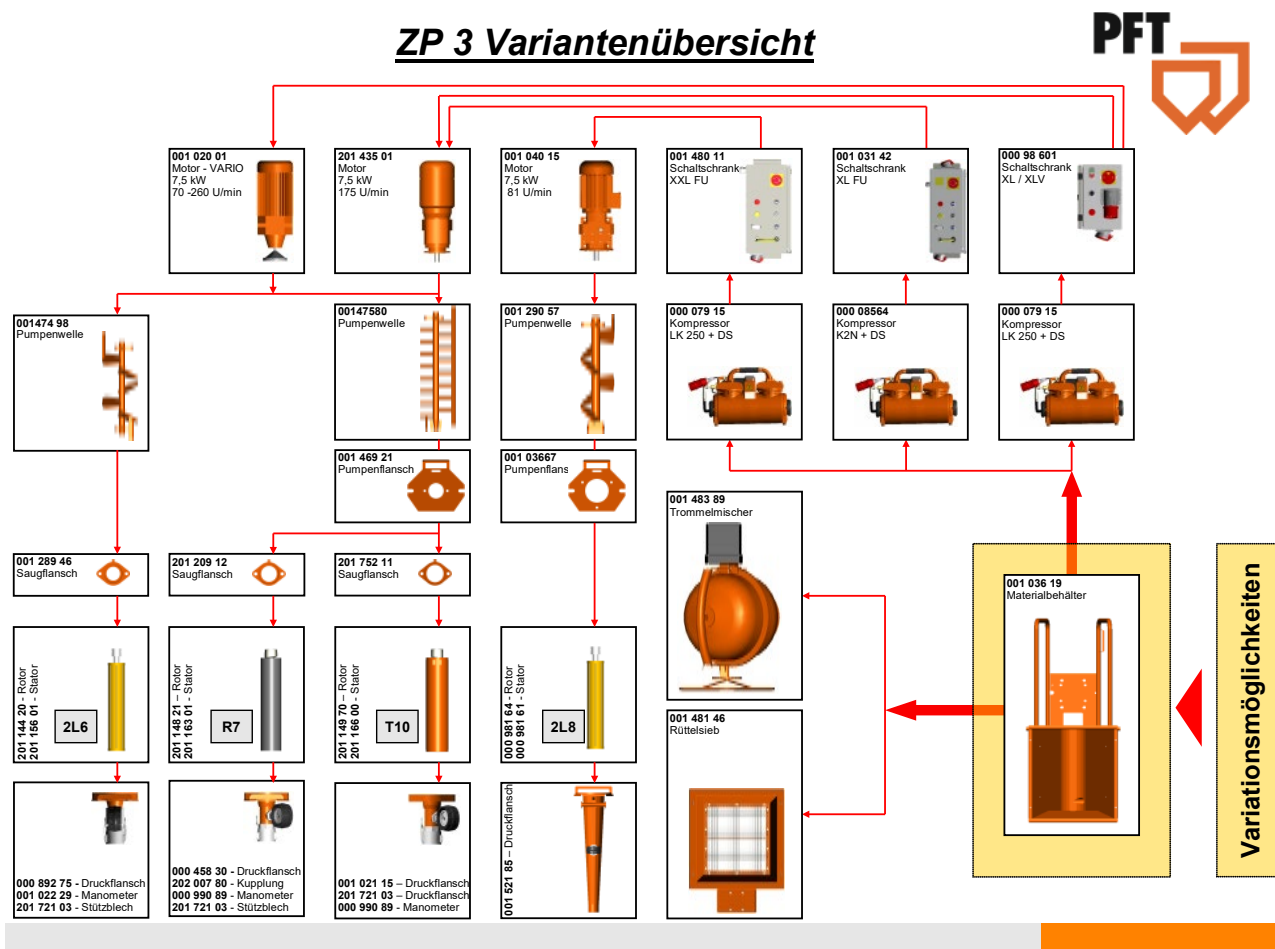 ZP 3 Variantenübersicht
PFT
001 020 01
Motor - VARIO
7,5 kW
70 -260 U/min
201 435 01
Motor
7,5 kW
175 U/min
001 040 15
Motor
7,5 kW
81 U/min
001 480 11
Schaltschrank
XXL FU
001 031 42
Schaltschrank
XL FU
000 98 601
Schaltschrank
XL / XLV
001474 98
Pumpenwelle
00147580
Pumpenwelle
001 290 57
Pumpenwelle
000 079 15
Kompressor
LK 250 + DS
000 08564
Kompressor
K2N + DS
000 079 15
Kompressor
LK 250 + DS
001 469 21
Pumpenflansch
001 03667
Pumpenflans
001 483 89
Trommelmischer
001 289 46
Saugflansch
201 209 12
Saugflansch
201 752 11
Saugflansch
001 036 19
Materialbehälter
Variationsmöglichkeiten
201 144 20 - Rotor
201 156 01 - Stator
2L6
201 148 21 – Rotor
201 163 01 - Stator
R7
201 149 70 – Rotor
201 166 00 - Stator
T10
000 981 64 - Rotor
000 981 61 - Stator
2L8
001 481 46
Rüttelsieb
000 892 75 - Druckflansch
001 022 29 - Manometer
201 721 03 - Stützblech
000 458 30 - Druckflansch
202 007 80 - Kupplung
000 990 89 - Manometer
201 721 03 - Stützblech
001 021 15 – Druckflansch
201 721 03 – Druckflansch
000 990 89 - Manometer
001 521 85 – Druckflansch